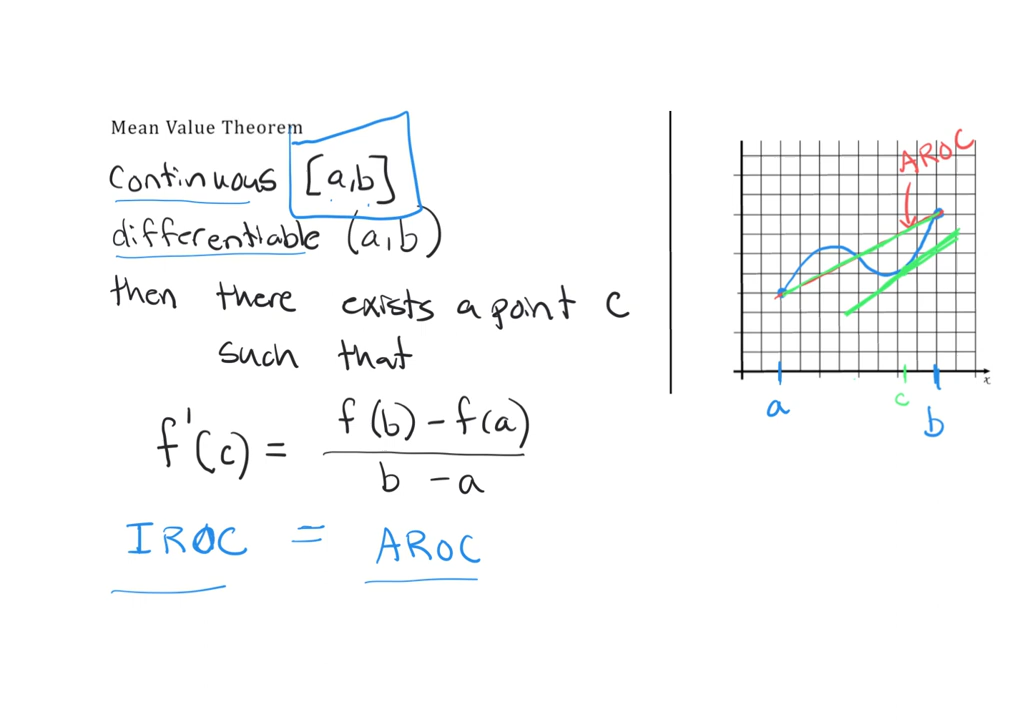 Mean Value Theorem
Continuous [a,b]
differentiable (a,b)
then there exists a point c
such that
f'(c) = f(b) - f(a)
b - a
IROC = AROC
AROC
x
a
c
b